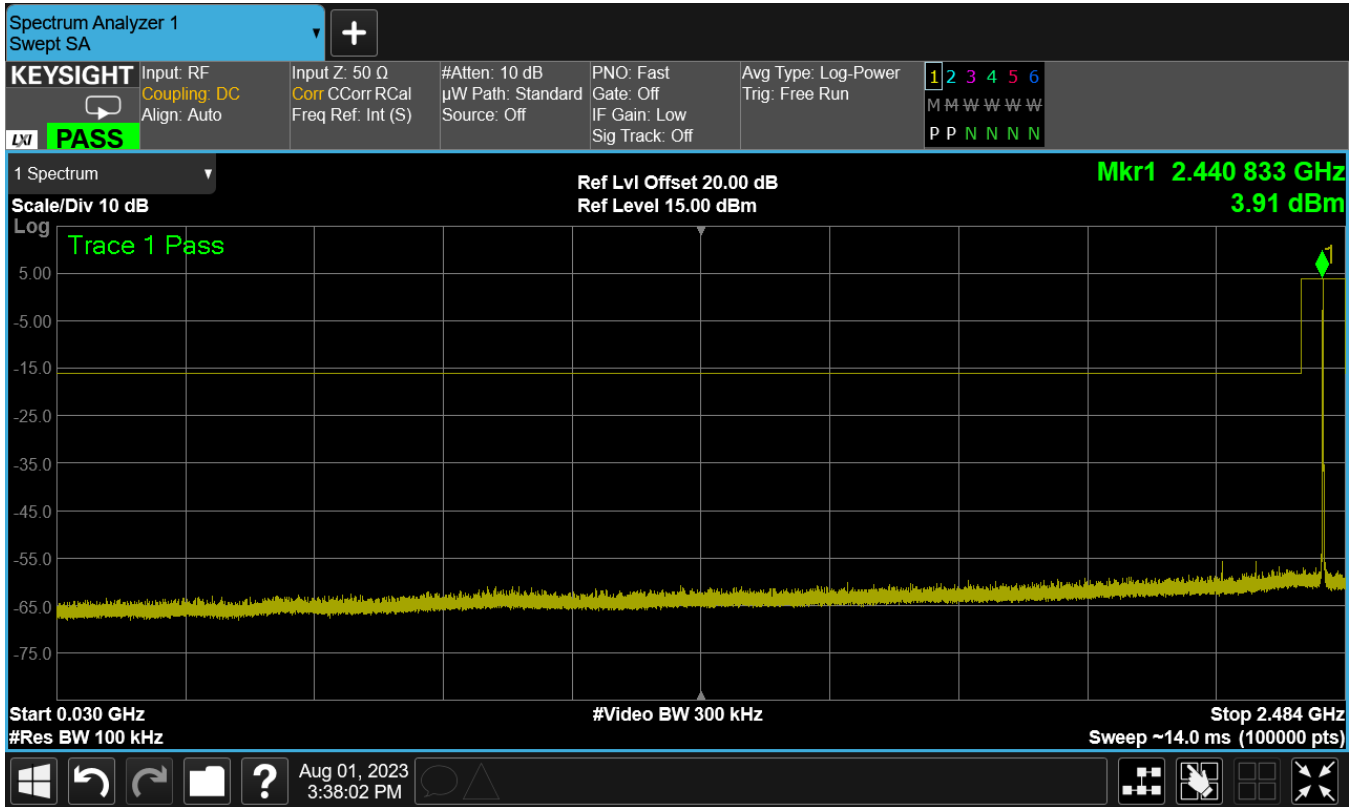 Spectrum Analyzer 1
Swept SA
KEYSIGHT
LXI PASS
Input: RF
Coupling: DC
Align: Auto
Input Z: 50 Ω
Corr CCorr RCal
Freq Ref: Int (S)
#Atten: 10 dB
µW Path: Standard
Source: Off
PNO: Fast
Gate: Off
IF Gain: Low
Sig Track: Off
Avg Type: Log-Power
Trig: Free Run
1 2 3 4 5 6
M M W W W W
P P N N N N
1 Spectrum
Scale/Div 10 dB
Ref Lvl Offset 20.00 dB
Ref Level 15.00 dBm
Mkr1 2.440 833 GHz
3.91 dBm
Log
Trace 1 Pass
1
5.00
-5.00
-15.0
-25.0
-35.0
-45.0
-55.0
-65.0
-75.0
Start 0.030 GHz
#Res BW 100 kHz
#Video BW 300 kHz
Stop 2.484 GHz
Sweep ~14.0 ms (100000 pts)
?
Aug 01, 2023
3:38:02 PM